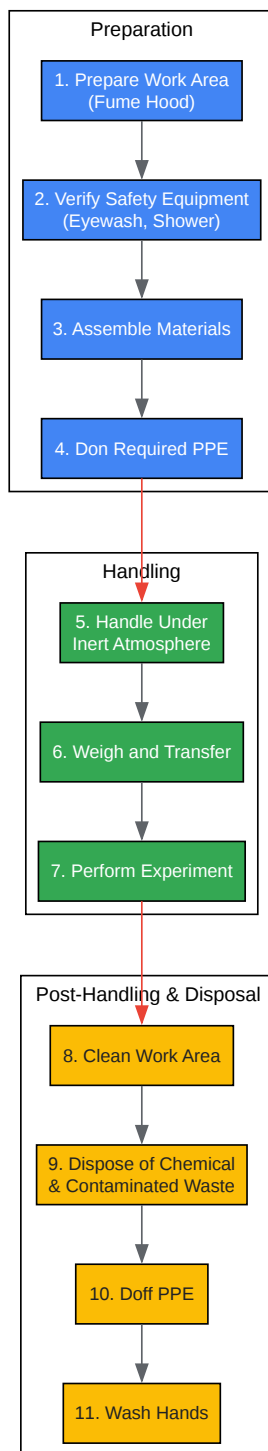 Preparation
1. Prepare Work Area
(Fume Hood)
2. Verify Safety Equipment
(Eyewash, Shower)
3. Assemble Materials
4. Don Required PPE
Handling
5. Handle Under
Inert Atmosphere
6. Weigh and Transfer
7. Perform Experiment
Post-Handling & Disposal
8. Clean Work Area
9. Dispose of Chemical
& Contaminated Waste
10. Doff PPE
11. Wash Hands